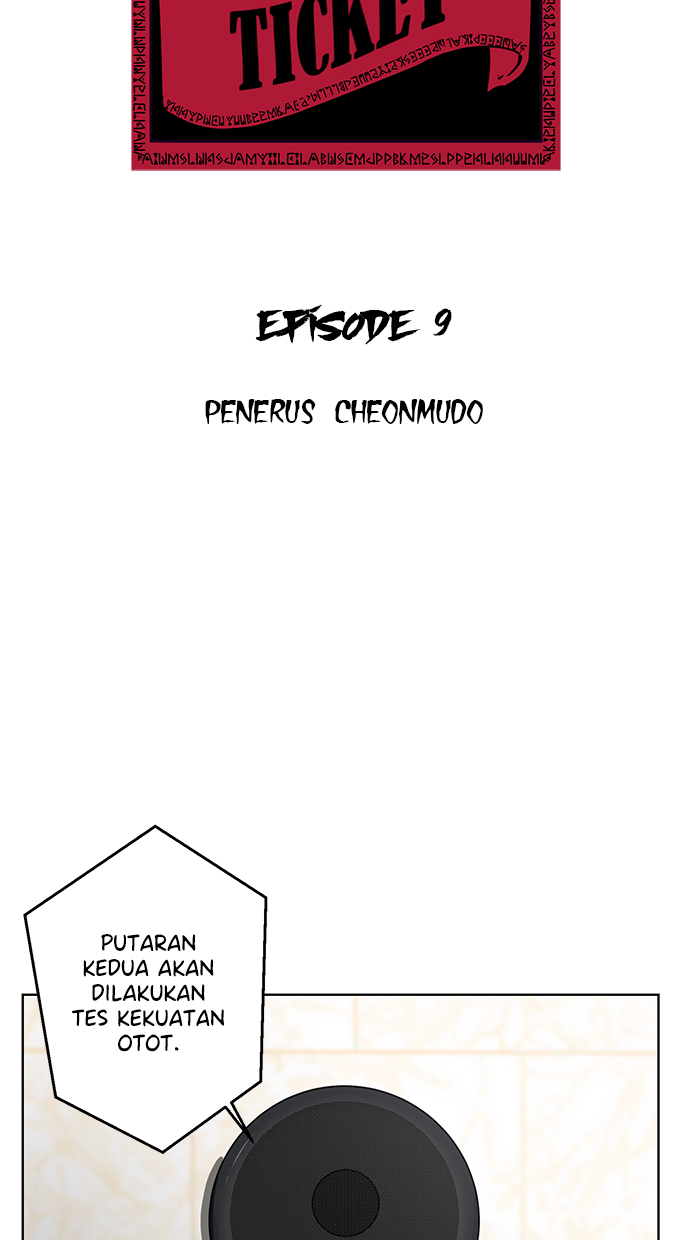 TICKET
EPISODE 9
PENERUS CHEONMUDO
PUTARAN
KEDUA AKAN
DILAKUKAN
TES KEKUATAN
OTOT.